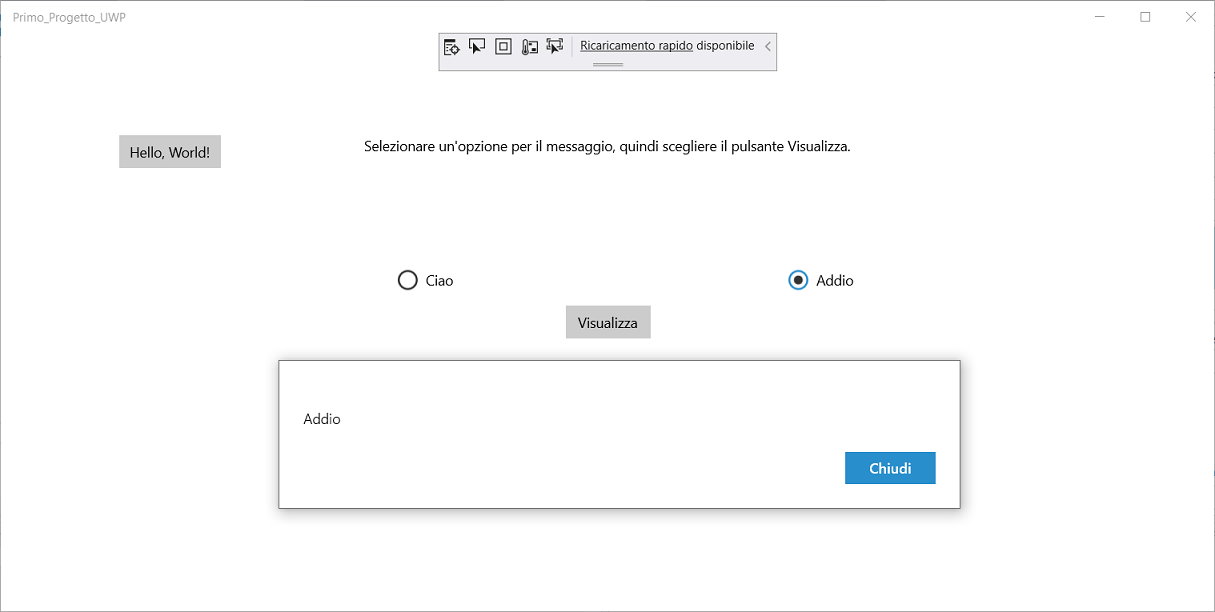 Primo_Progetto_UWP
Ricaricamento rapido disponibile
Hello, World!
Selezionare un'opzione per il messaggio, quindi scegliere il pulsante Visualizza.
Ciao
Addio
Visualizza
Addio
Chiudi